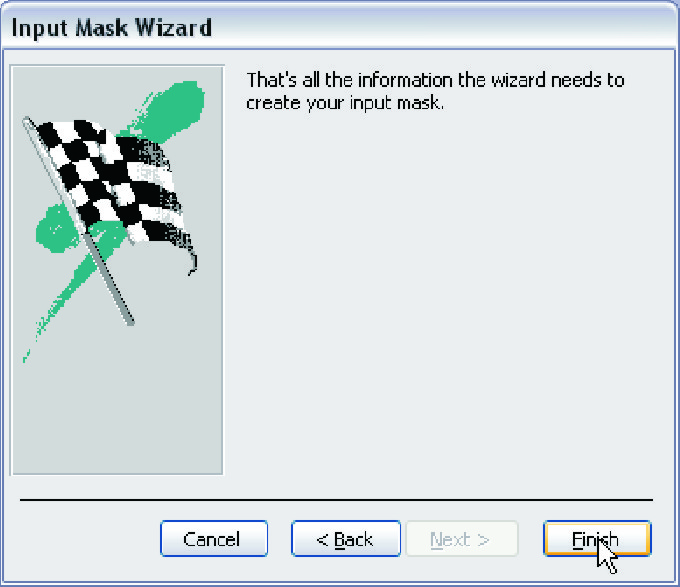 Input Mask Wizard
That's all the information the wizard needs to
create your input mask.
Cancel
< Back
Next >
Finish